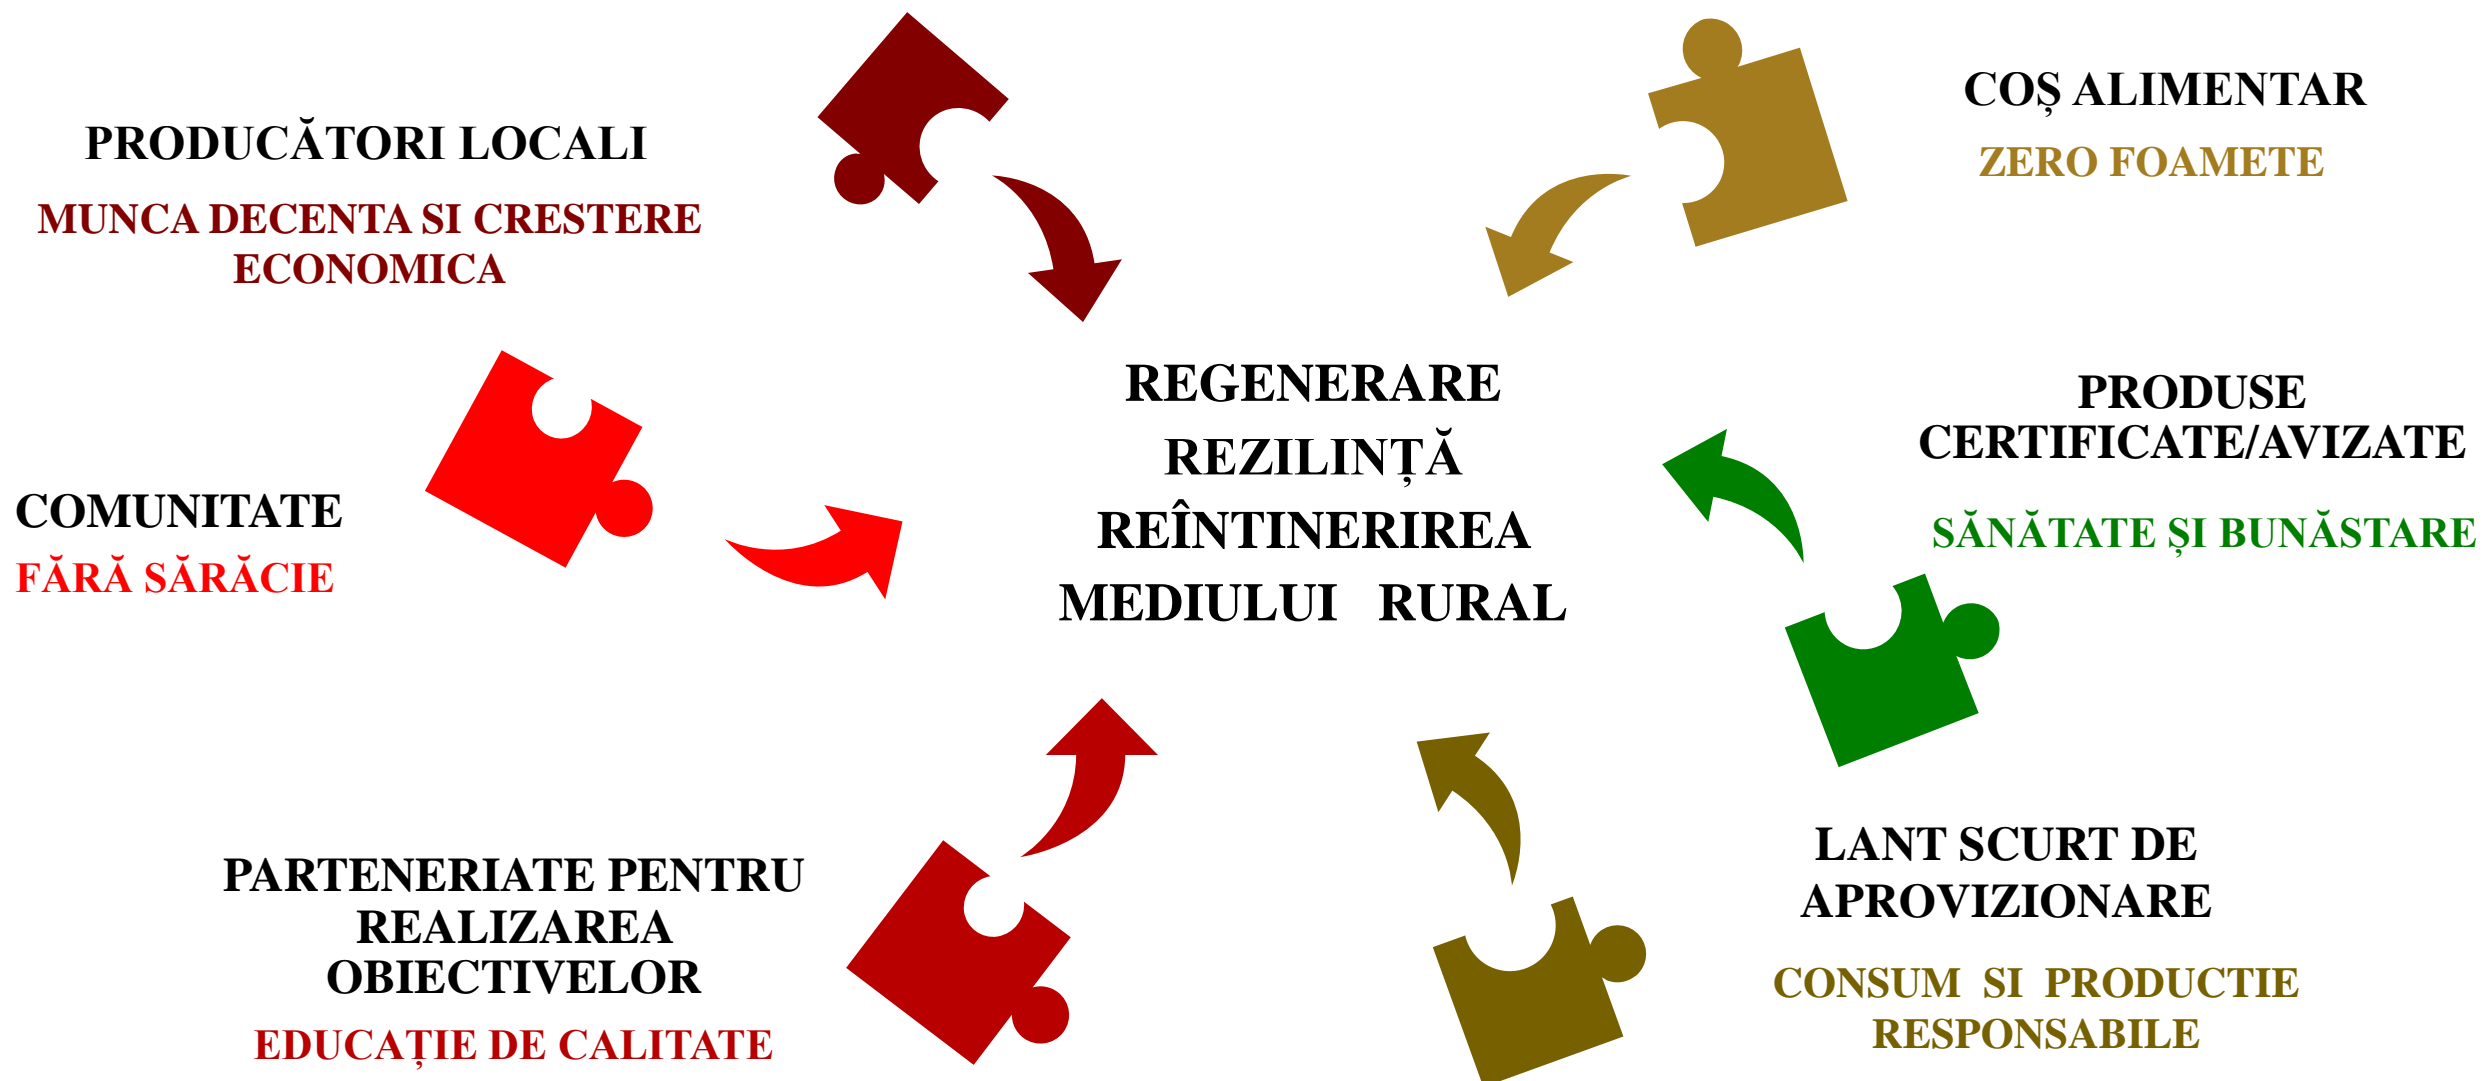 PRODUCĂTORI LOCALI
MUNCA DECENTA SI CRESTERE
ECONOMICA
COȘ ALIMENTAR
ZERO FOAMETE
COMUNITATE
FĂRĂ SĂRĂCIE
REGENERARE
REZILINȚĂ
REÎNTINERIREA
MEDIULUI RURAL
PRODUSE
CERTIFICATE/AVIZATE
SĂNĂTATE ȘI BUNĂSTARE
PARTENERIATE PENTRU
REALIZAREA
OBIECTIVELOR
EDUCAȚIE DE CALITATE
LANT SCURT DE
APROVIZIONARE
CONSUM SI PRODUCTIE
RESPONSABILE